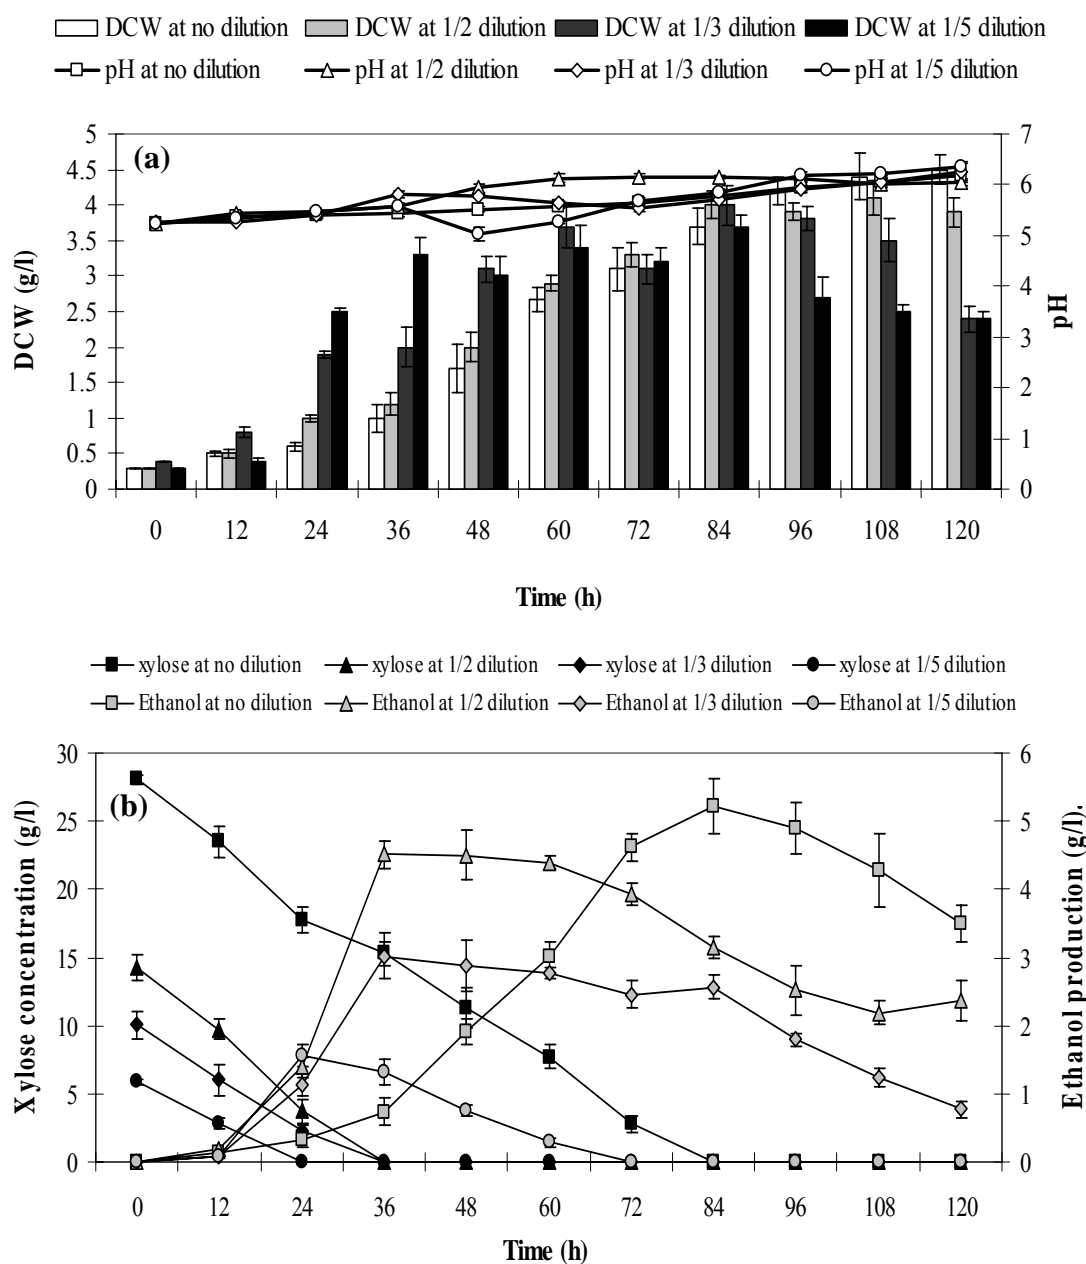 DCW at no dilution DCW at 1/2 dilution DCW at 1/3 dilution DCW at 1/5 dilution
pH at no dilution pH at 1/2 dilution pH at 1/3 dilution pH at 1/5 dilution
(a)
DCW (g/l)
5
4.5
4
3.5
3
2.5
2
1.5
1
0.5
0
7
6
5
4
3
2
1
0
pH
0 12 24 36 48 60 72 84 96 108 120
Time (h)
xylose at no dilution xylose at 1/2 dilution xylose at 1/3 dilution xylose at 1/5 dilution
Ethanol at no dilution Ethanol at 1/2 dilution Ethanol at 1/3 dilution Ethanol at 1/5 dilution
(b)
Xylose concentration (g/l)
30
25
20
15
10
5
0
6
5
4
3
2
1
0
Ethanol production (g/l).
0 12 24 36 48 60 72 84 96 108 120
Time (h)